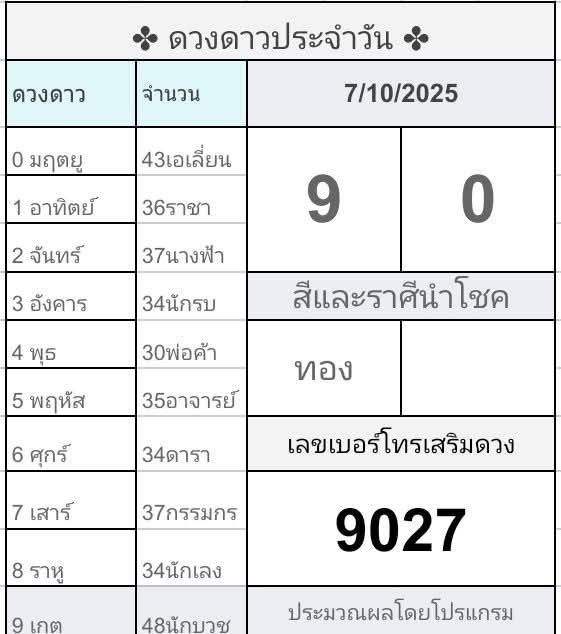 ✤ ดวงดาวประจำวัน ✤
ดวงดาว จำนวน 7/10/2025
0 มฤตยู 43เอเลี่ยน
9 0
1 อาทิตย์ 36ราชา
2 จันทร์ 37นางฟ้า
3 อังคาร 34นักรบ สีและราศีนำโชค
4 พุธ 30พ่อค้า
ทอง
5 พฤหัส 35อาจารย์
6 ศุกร์ 34ดารา เลขเบอร์โทรเสริมดวง
7 เสาร์ 37กรรมกร
9027
8 ราหู 34นักเลง
9 เกต 48นักบวช ประมวณผลโดยโปรแกรม